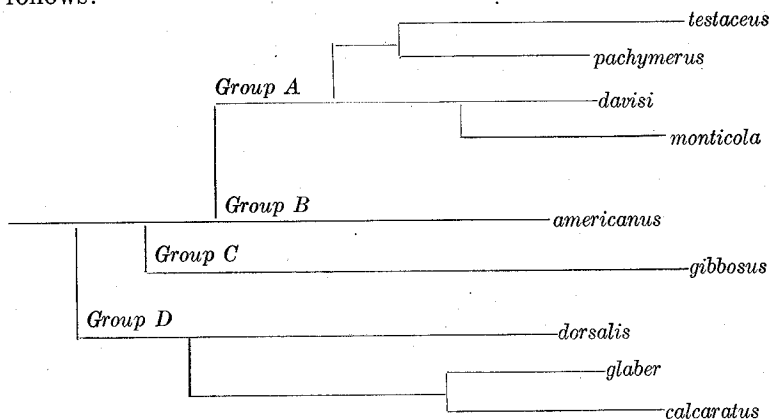 follows:
testaceus
pachymerus
Group A
davisi
monticola
Group B
americanus
Group C
gibbosus
Group D
dorsalis
glaber
calcaratus